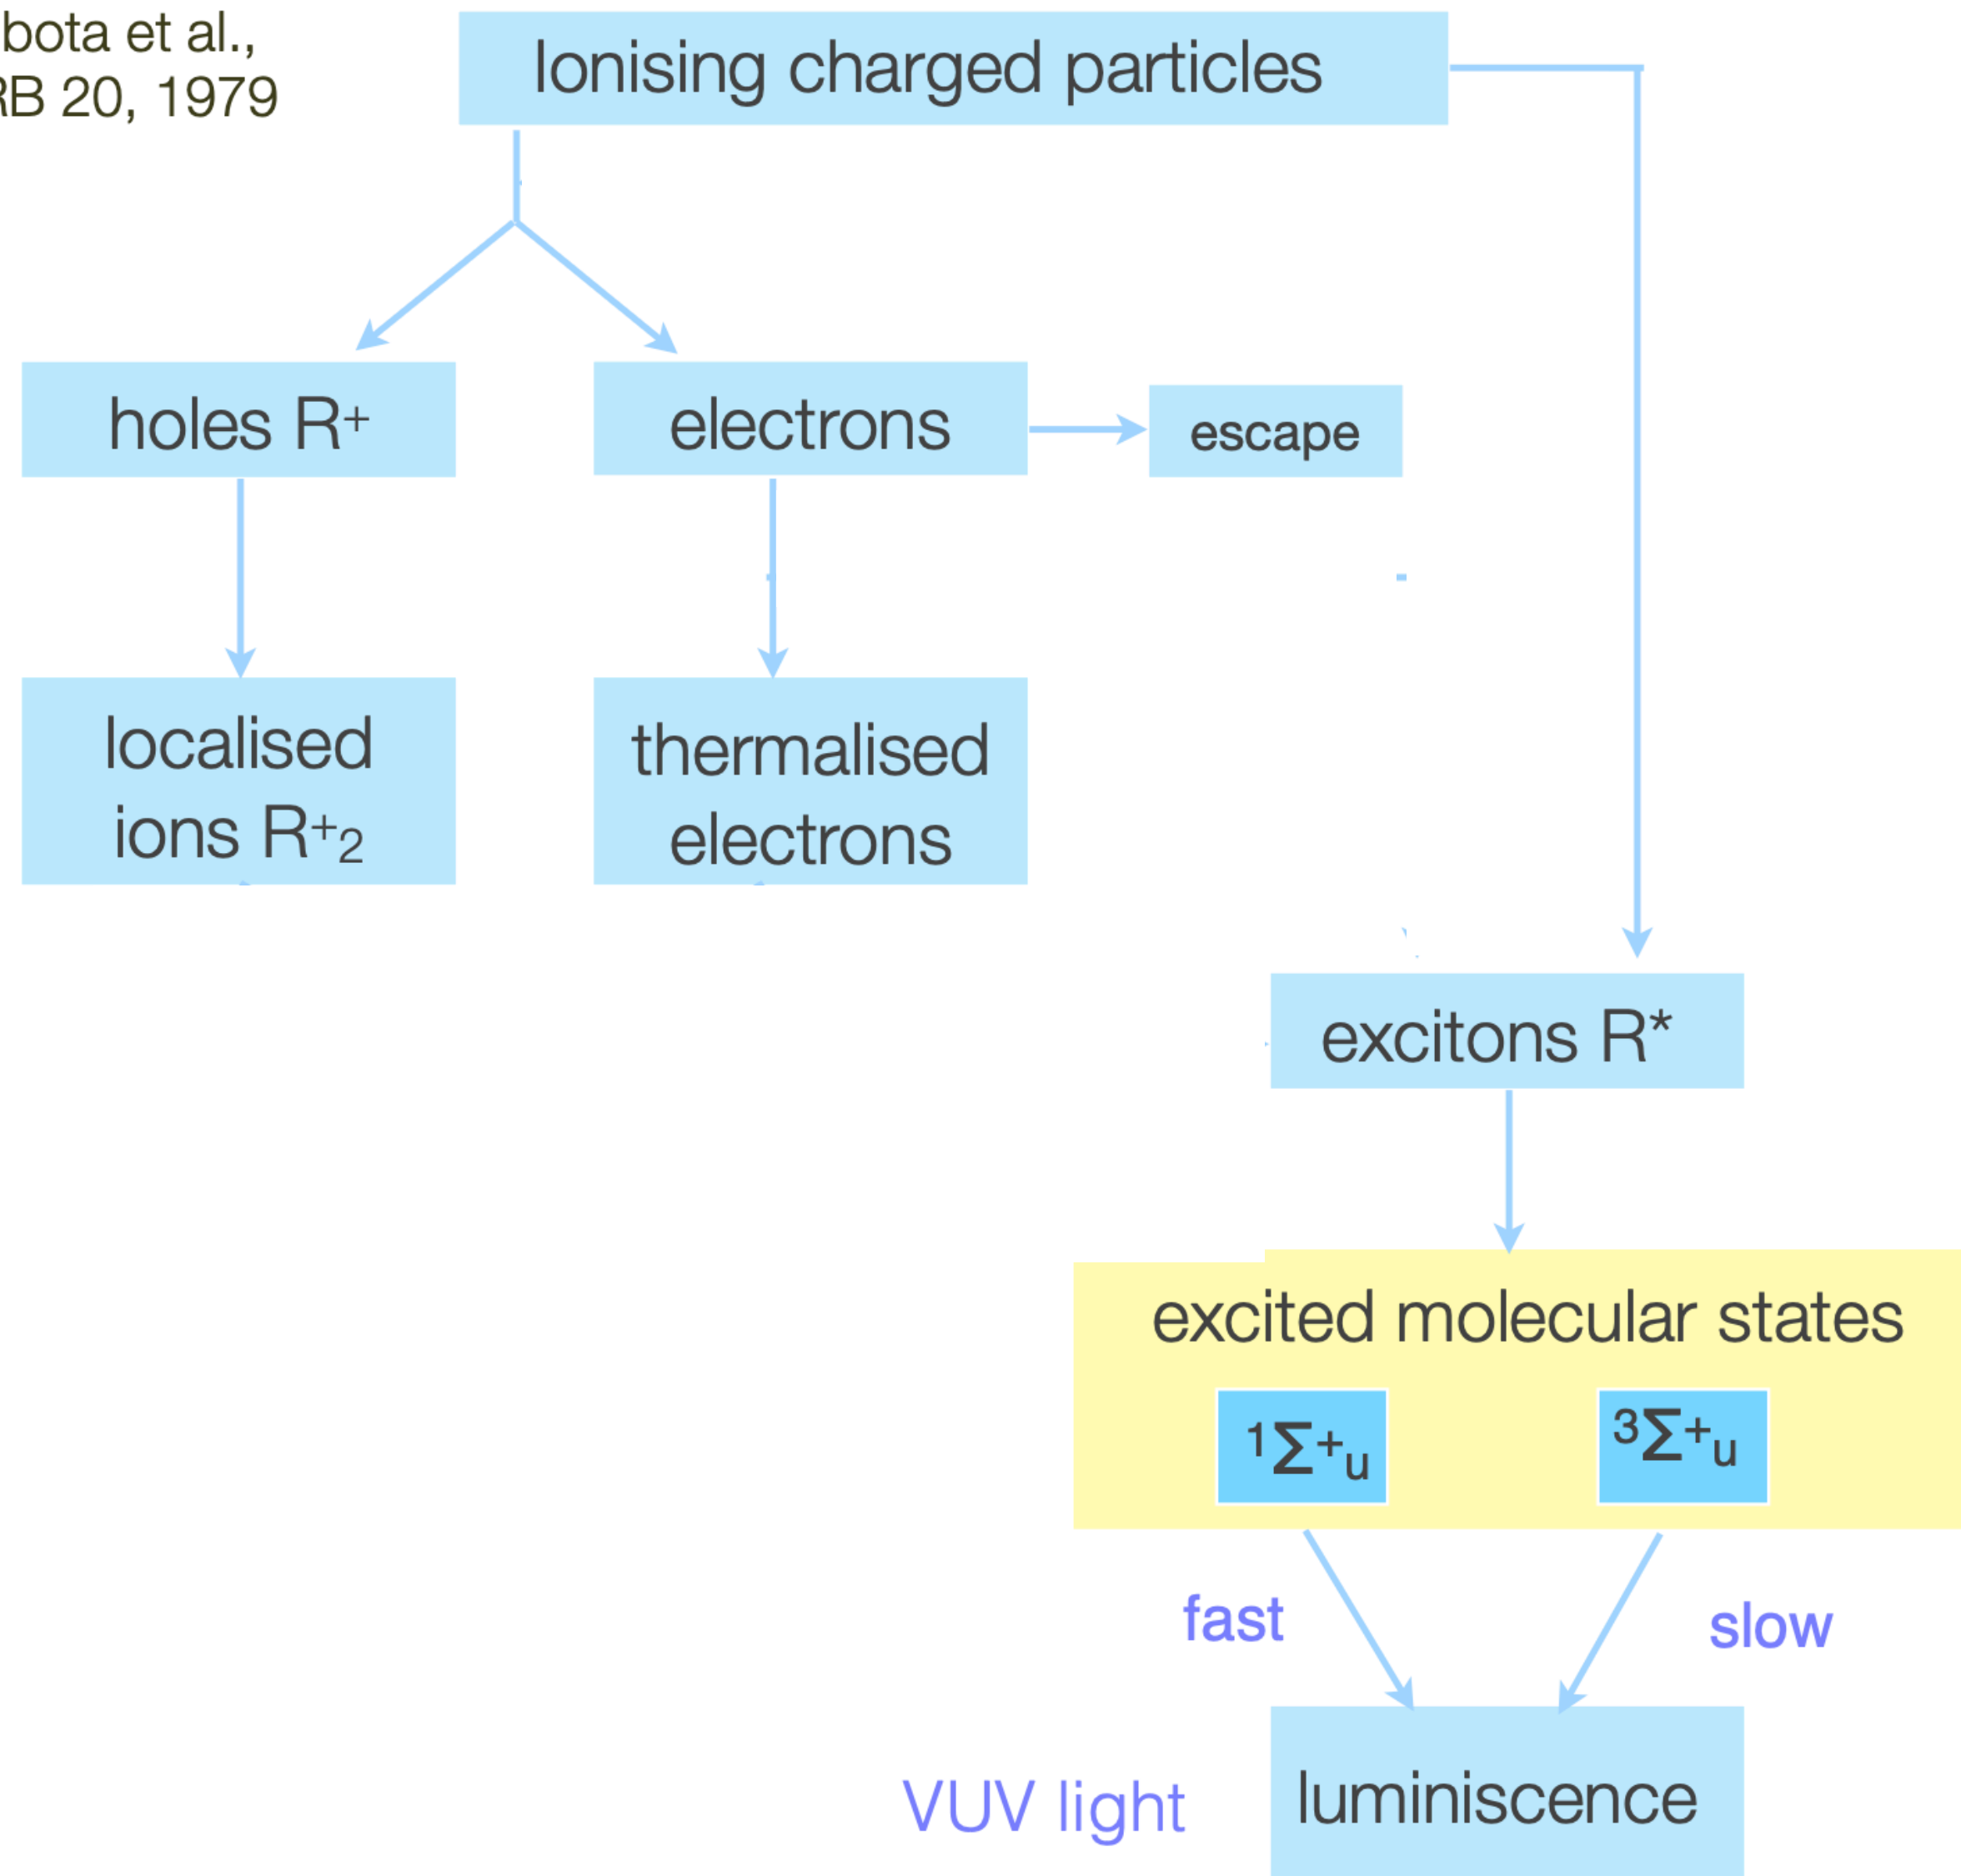 bota et al.,
RB 20, 1979
Ionising charged particles
holes R⁺
electrons
escape
localised
ions R⁺₂
thermalised
electrons
excitons R*
excited molecular states
¹Σ⁺ᵤ
³Σ⁺ᵤ
fast
slow
VUV light
luminiscence